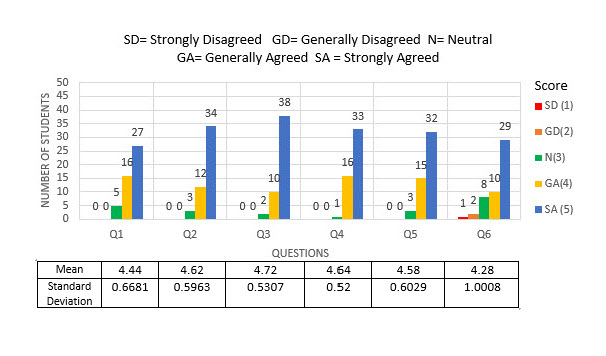 SD= Strongly Disagreed GD= Generally Disagreed N= Neutral
GA= Generally Agreed SA = Strongly Agreed
Score
SD (1)
GD(2)
N(3)
GA(4)
SA (5)
NUMBER OF STUDENTS
50
45
40
35
30
25
20
15
10
5
0
0 0 5 16 27
0 0 3 12 34
0 0 2 10 38
0 0 1 16 33
0 0 3 15 32
1 2 8 10 29
Q1 Q2 Q3 Q4 Q5 Q6
QUESTIONS
Mean 4.44 4.62 4.72 4.64 4.58 4.28
Standard 0.6681 0.5963 0.5307 0.52 0.6029 1.0008
Deviation